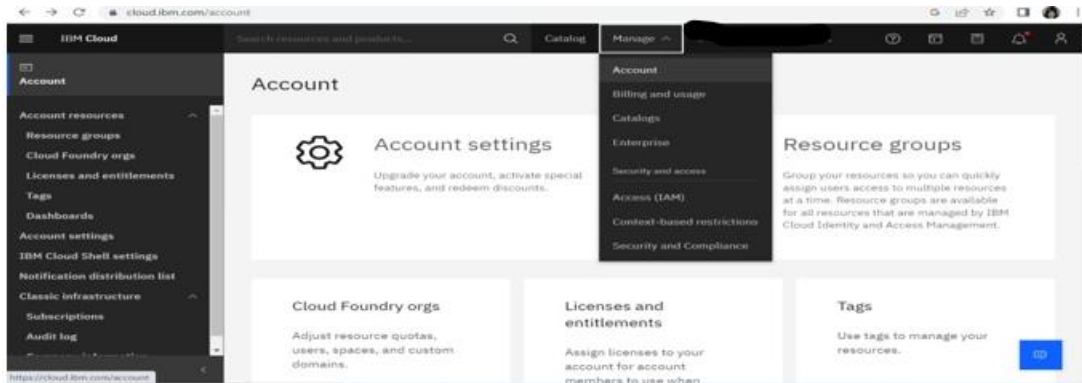 cloud.ibm.com/account
IBM Cloud
Search resources and products...
Catalog
Manage
Account
Account resources
Resource groups
Cloud Foundry orgs
Licenses and entitlements
Tags
Dashboards
Account settings
IBM Cloud Shell settings
Notification distribution list
Classic infrastructure
Subscriptions
Audit log
Company information
https://cloud.ibm.com/account
Account
Account settings
Upgrade your account, activate special
features, and redeem discounts.
Account
Billing and usage
Catalogs
Enterprise
Security and access
Access (IAM)
Context-based restrictions
Security and Compliance
Resource groups
Group your resources so you can quickly
assign users access to multiple resources
at a time. Resource groups are available
for all resources that are managed by IBM
Cloud Identity and Access Management.
Cloud Foundry orgs
Adjust resource quotas,
users, spaces, and custom
domains.
Licenses and
entitlements
Assign licenses to your
account for account
members to use when
Tags
Use tags to manage your
resources.